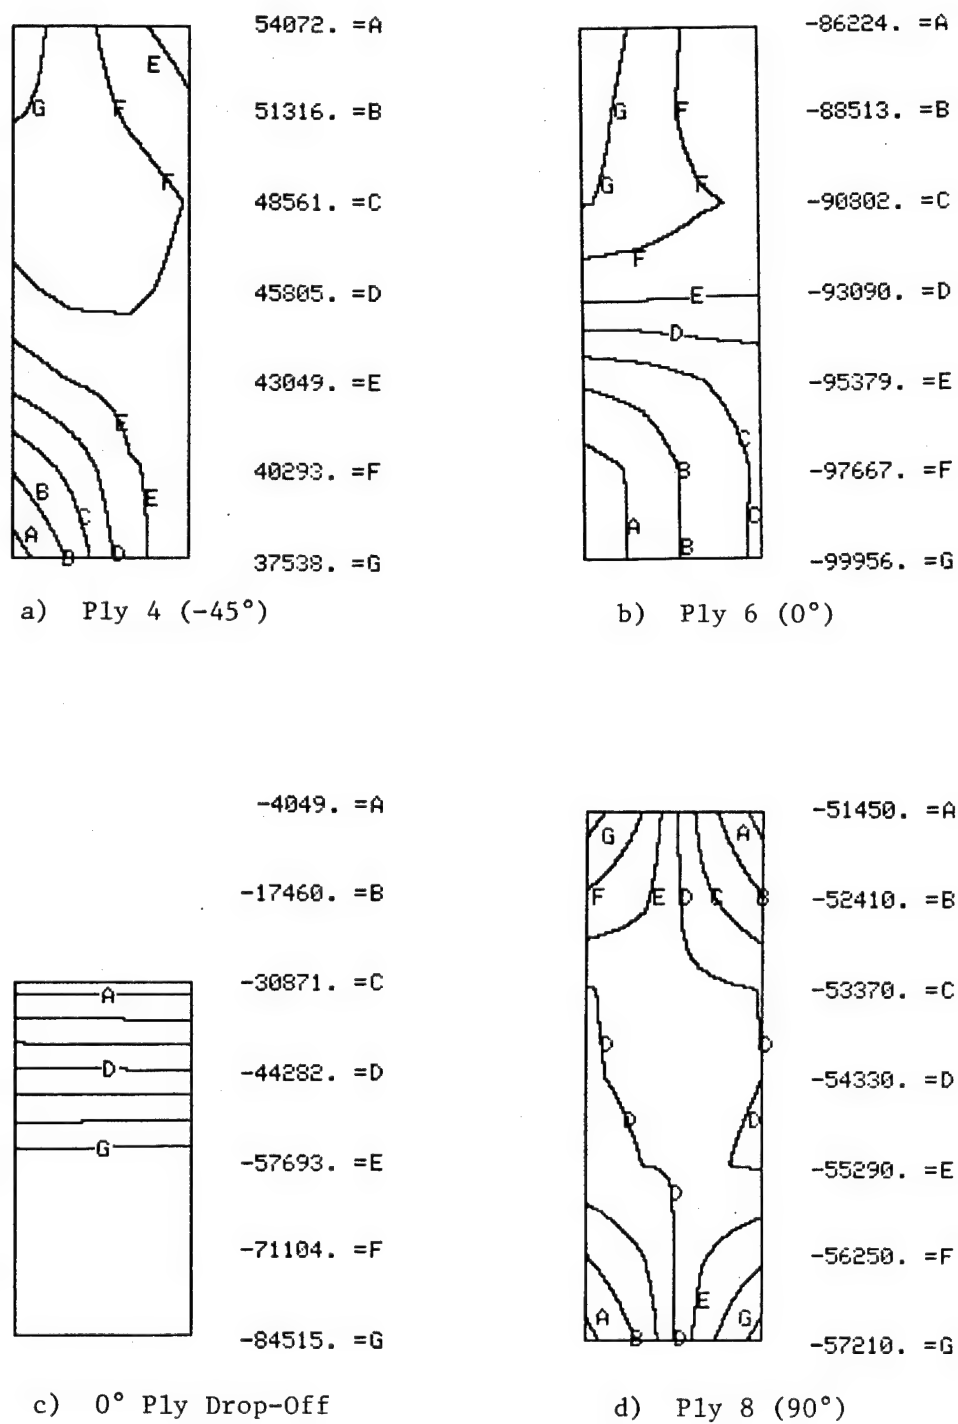 54072. =A
E
G
F
51316. =B
F
48561. =C
45805. =D
43049. =E
E
40293. =F
B
E
C
A
B
D
37538. =G
a) Ply 4 (-45°)
-86224. =A
G
F
-88513. =B
G
F
-90802. =C
F
E
-93090. =D
D
-95379. =E
C
B
-97667. =F
D
A
B
-99956. =G
b) Ply 6 (0°)
-4049. =A
-17460. =B
-30871. =C
A
D
-44282. =D
G
-57693. =E
-71104. =F
-84515. =G
c) 0° Ply Drop-Off
-51450. =A
G
A
F
E
D
C
B
-52410. =B
-53370. =C
D
D
-54330. =D
D
D
-55290. =E
D
-56250. =F
E
A
G
B
D
-57210. =G
d) Ply 8 (90°)